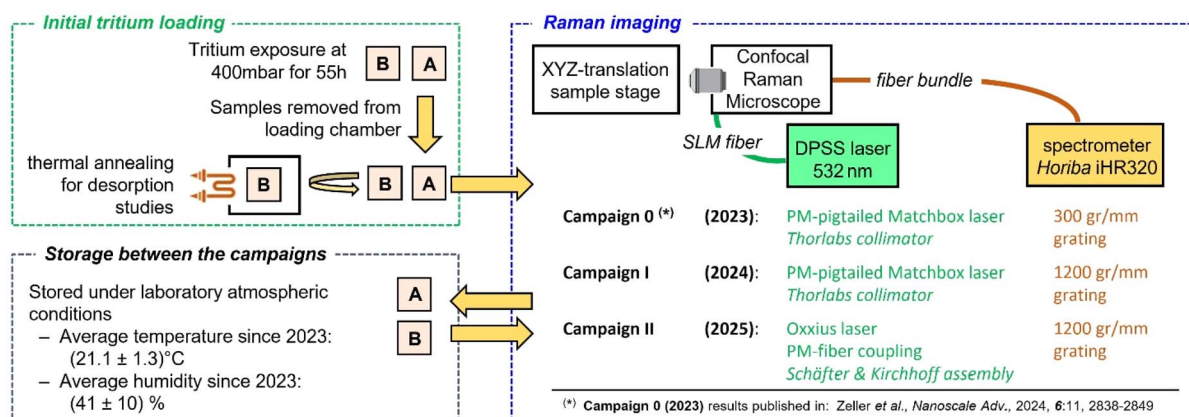 Initial tritium loading
Tritium exposure at
400mbar for 55h
B
A
Samples removed from
loading chamber
thermal annealing
for desorption
studies
B
B
A
Raman imaging
XYZ-translation
sample stage
Confocal
Raman
Microscope
fiber bundle
SLM fiber
DPSS laser
532 nm
spectrometer
Horiba iHR320
Campaign 0 (*) (2023): PM-pigtailed Matchbox laser 300 gr/mm
Thorlabs collimator grating
Campaign I (2024): PM-pigtailed Matchbox laser 1200 gr/mm
Thorlabs collimator grating
Campaign II (2025): Oxxius laser 1200 gr/mm
PM-fiber coupling grating
Schäfter & Kirchhoff assembly
(*) Campaign 0 (2023) results published in: Zeller et al., Nanoscale Adv., 2024, 6:11, 2838-2849
Storage between the campaigns
Stored under laboratory atmospheric
conditions
– Average temperature since 2023:
(21.1 ± 1.3)°C
– Average humidity since 2023:
(41 ± 10) %
A
B